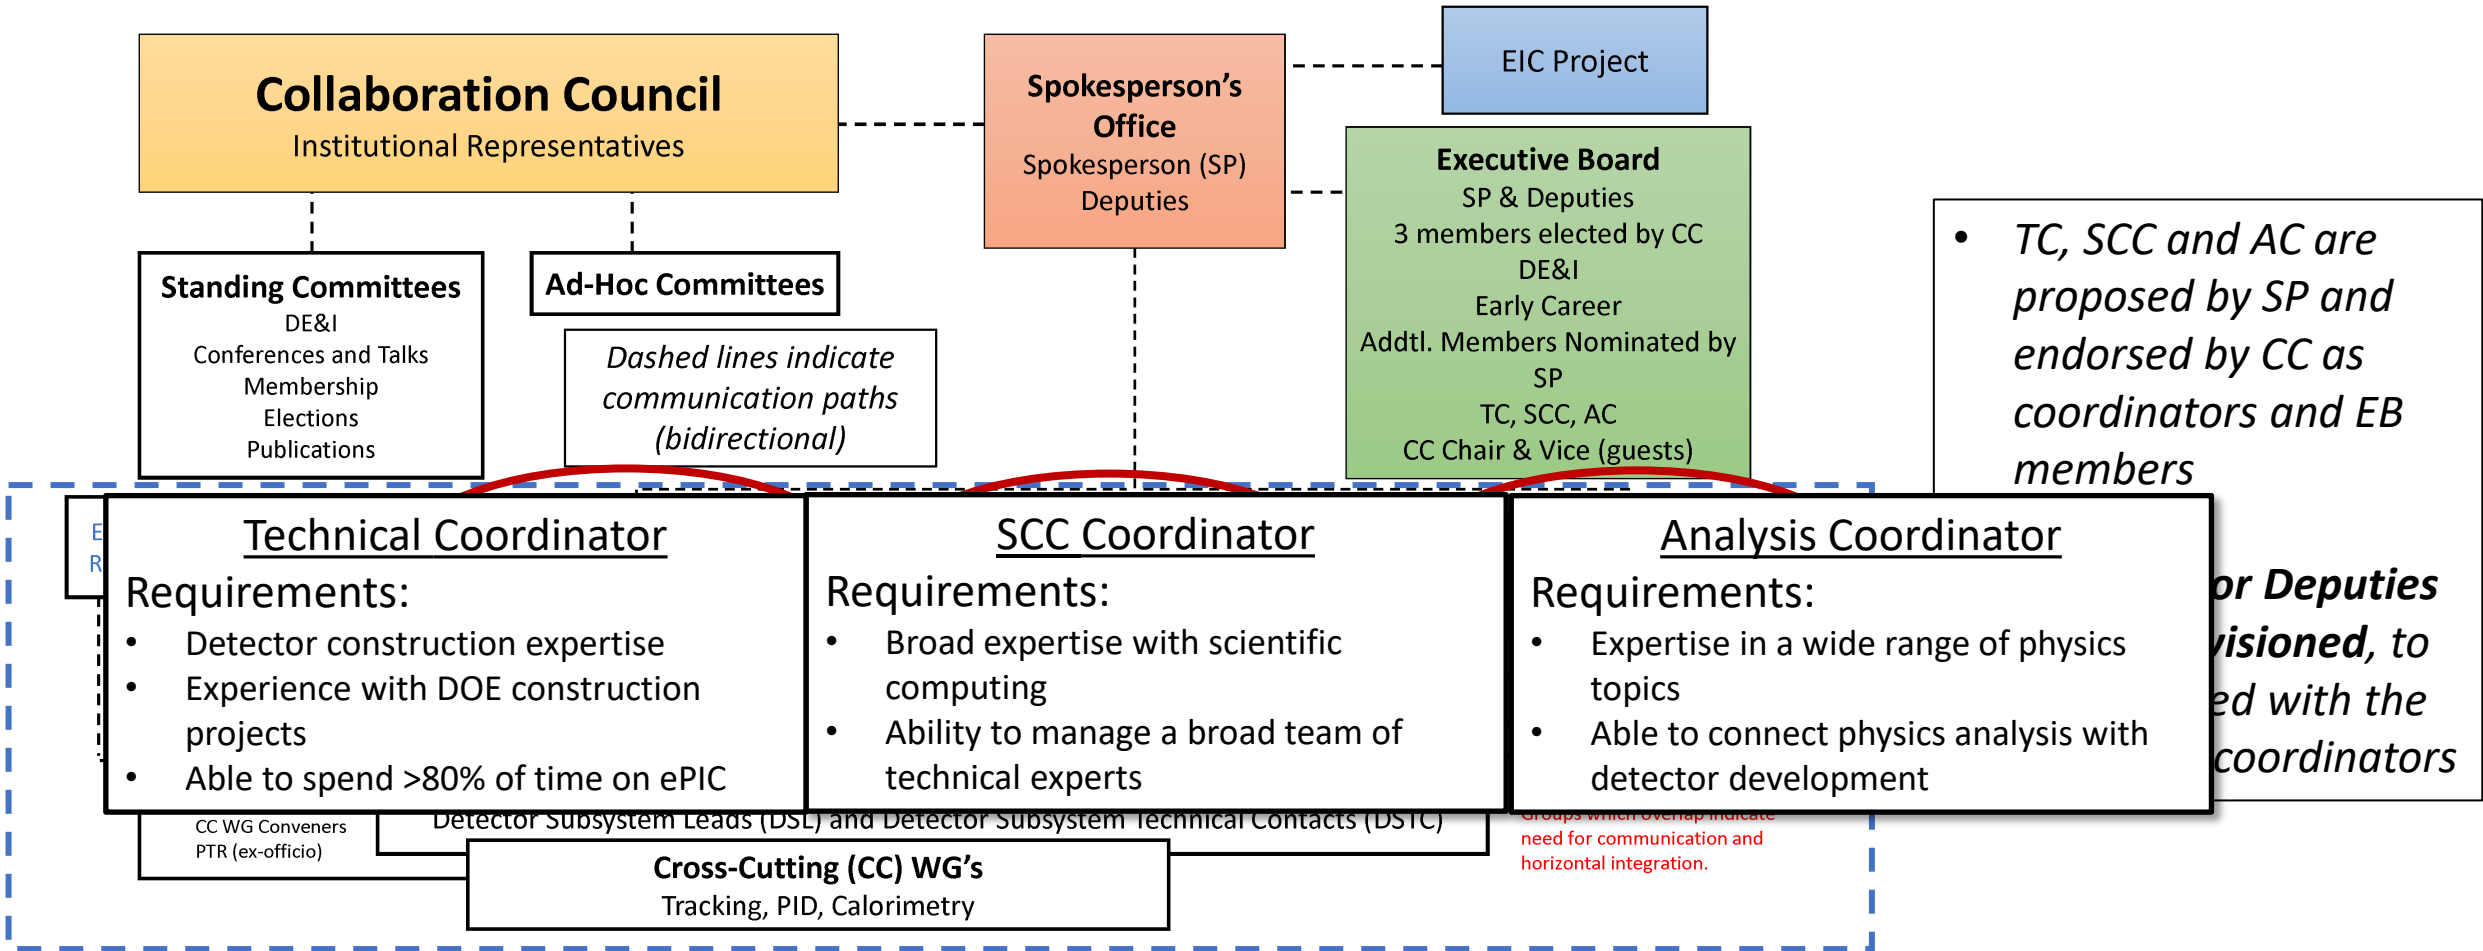 Collaboration Council
Institutional Representatives
Spokesperson's
Office
Spokesperson (SP)
Deputies
EIC Project
Executive Board
SP & Deputies
3 members elected by CC
DE&I
Early Career
Addtl. Members Nominated by
SP
TC, SCC, AC
CC Chair & Vice (guests)
Standing Committees
DE&I
Conferences and Talks
Membership
Elections
Publications
Ad-Hoc Committees
Dashed lines indicate
communication paths
(bidirectional)
• TC, SCC and AC are
proposed by SP and
endorsed by CC as
coordinators and EB
members
or Deputies
, to
with the
coordinators
Technical Coordinator
Requirements:
• Detector construction expertise
• Experience with DOE construction
projects
• Able to spend >80% of time on ePIC
SCC Coordinator
Requirements:
• Broad expertise with scientific
computing
• Ability to manage a broad team of
technical experts
Analysis Coordinator
Requirements:
• Expertise in a wide range of physics
topics
• Able to connect physics analysis with
detector development
CC WG Conveners
PTR (ex-officio)
Detector Subsystem Leads (DSL) and Detector Subsystem Technical Contacts (DSTC)
Groups which overlap indicate
need for communication and
horizontal integration.
Cross-Cutting (CC) WG's
Tracking, PID, Calorimetry